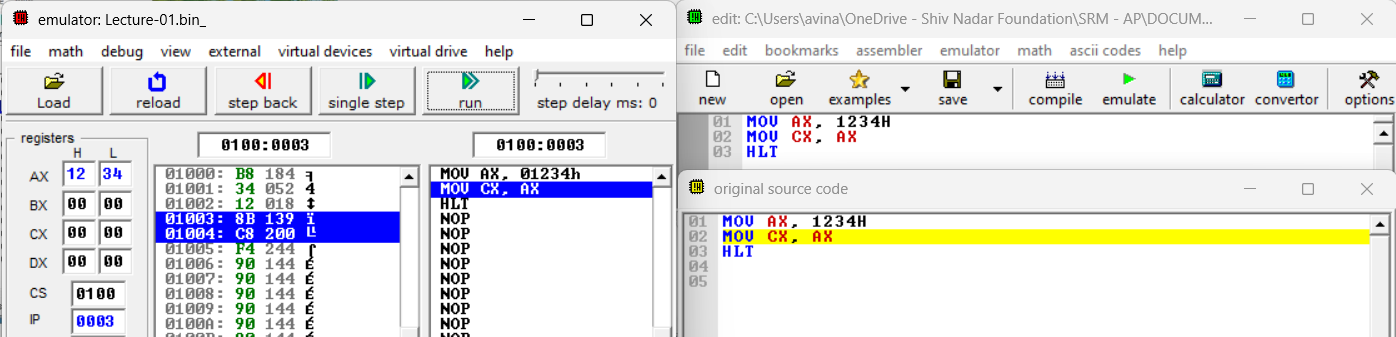 emulator: Lecture-01.bin_
file math debug view external virtual devices virtual drive help
Load reload step back single step run step delay ms: 0
registers
H L
AX 12 34
BX 00 00
CX 00 00
DX 00 00
CS 0100
IP 0003
0100:0003
01000: B8 184 ╕
01001: 34 052 4
01002: 12 018 ↕
01003: 8B 139 ï
01004: C8 200 ╚
01005: F4 244 ⌠
01006: 90 144 É
01007: 90 144 É
01008: 90 144 É
01009: 90 144 É
0100A: 90 144 É
0100B: 90 144 É
0100:0003
MOV AX, 01234h
MOV CX, AX
HLT
NOP
NOP
NOP
NOP
NOP
NOP
NOP
NOP
NOP
edit: C:\Users\avina\OneDrive - Shiv Nadar Foundation\SRM - AP\DOCUM...
file edit bookmarks assembler emulator math ascii codes help
new open examples save compile emulate calculator convertor options
01 MOV AX, 1234H
02 MOV CX, AX
03 HLT
original source code
01 MOV AX, 1234H
02 MOV CX, AX
03 HLT
04
05